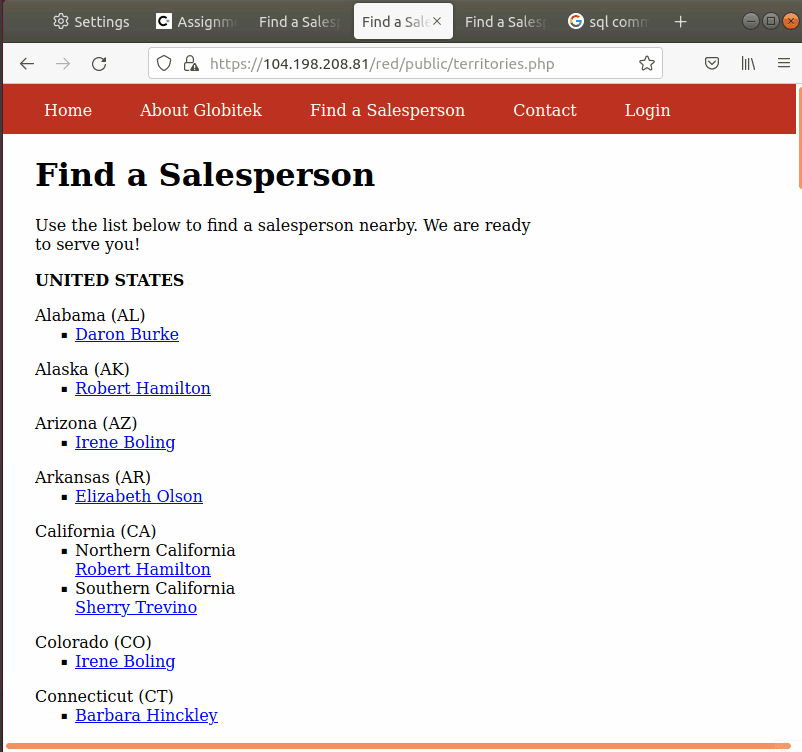 Settings
Assignm
Find a Sales
Find a Sale
Find a Sales
sql comm
https://104.198.208.81/red/public/territories.php
Home About Globitek Find a Salesperson Contact Login
Find a Salesperson
Use the list below to find a salesperson nearby. We are ready
to serve you!
UNITED STATES
Alabama (AL)
Daron Burke
Alaska (AK)
Robert Hamilton
Arizona (AZ)
Irene Boling
Arkansas (AR)
Elizabeth Olson
California (CA)
Northern California
Robert Hamilton
Southern California
Sherry Trevino
Colorado (CO)
Irene Boling
Connecticut (CT)
Barbara Hinckley